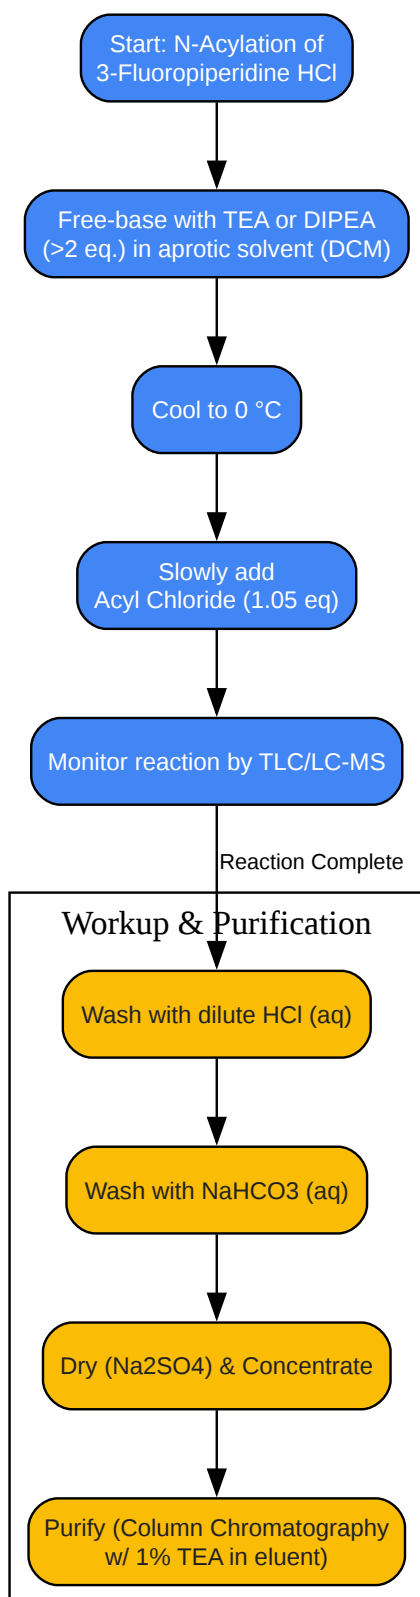 Start: N-Acylation of
3-Fluoropiperidine HCl
Free-base with TEA or DIPEA
(>2 eq.) in aprotic solvent (DCM)
Cool to 0 °C
Slowly add
Acyl Chloride (1.05 eq)
Monitor reaction by TLC/LC-MS
Reaction Complete
Workup & Purification
Wash with dilute HCl (aq)
Wash with NaHCO3 (aq)
Dry (Na2SO4) & Concentrate
Purify (Column Chromatography
w/ 1% TEA in eluent)